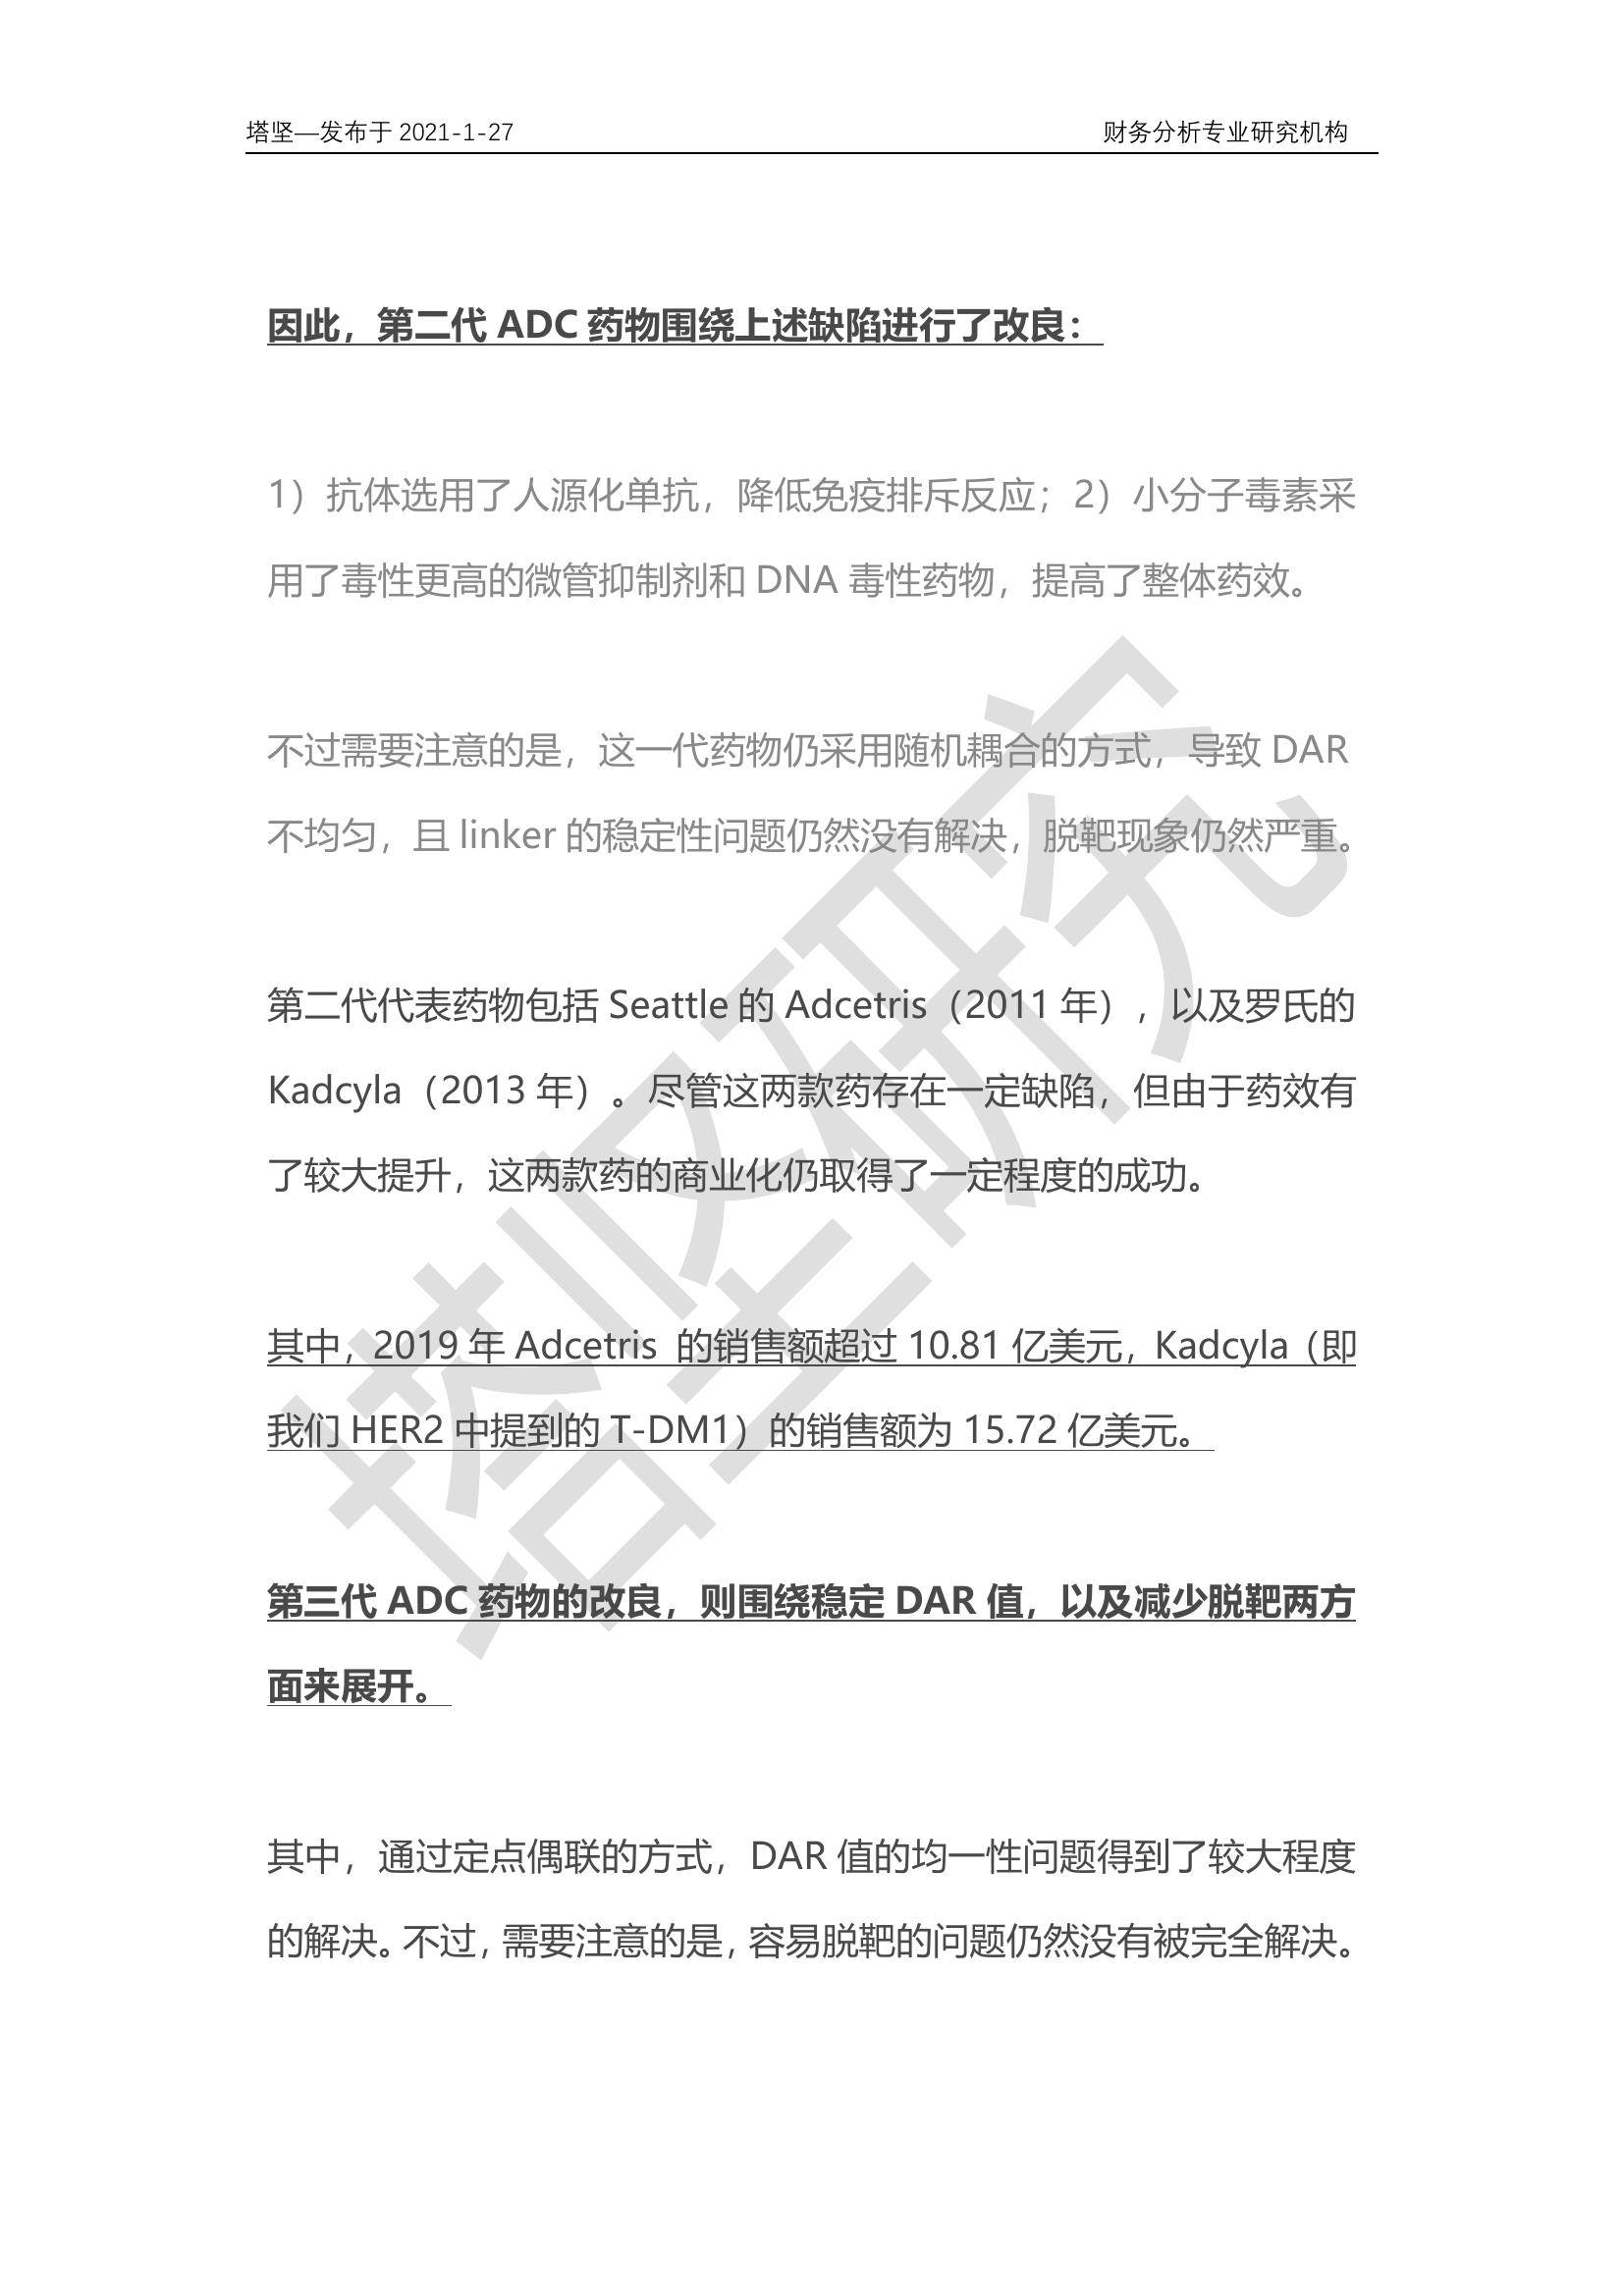 塔坚—发布于 2021-1-27 财务分析专业研究机构
因此，第二代 ADC 药物围绕上述缺陷进行了改良：
1）抗体选用了人源化单抗，降低免疫排斥反应；2）小分子毒素采
用了毒性更高的微管抑制剂和 DNA 毒性药物，提高了整体药效。
不过需要注意的是，这一代药物仍采用随机耦合的方式，导致 DAR
不均匀，且 linker 的稳定性问题仍然没有解决，脱靶现象仍然严重。
第二代代表药物包括 Seattle 的 Adcetris（2011 年），以及罗氏的
Kadcyla（2013 年）。尽管这两款药存在一定缺陷，但由于药效有
了较大提升，这两款药的商业化仍取得了一定程度的成功。
其中，2019 年 Adcetris 的销售额超过 10.81 亿美元，Kadcyla（即
我们 HER2 中提到的 T-DM1）的销售额为 15.72 亿美元。
第三代 ADC 药物的改良，则围绕稳定 DAR 值，以及减少脱靶两方
面来展开。
其中，通过定点偶联的方式，DAR 值的均一性问题得到了较大程度
的解决。不过，需要注意的是，容易脱靶的问题仍然没有被完全解决。
塔坚研究